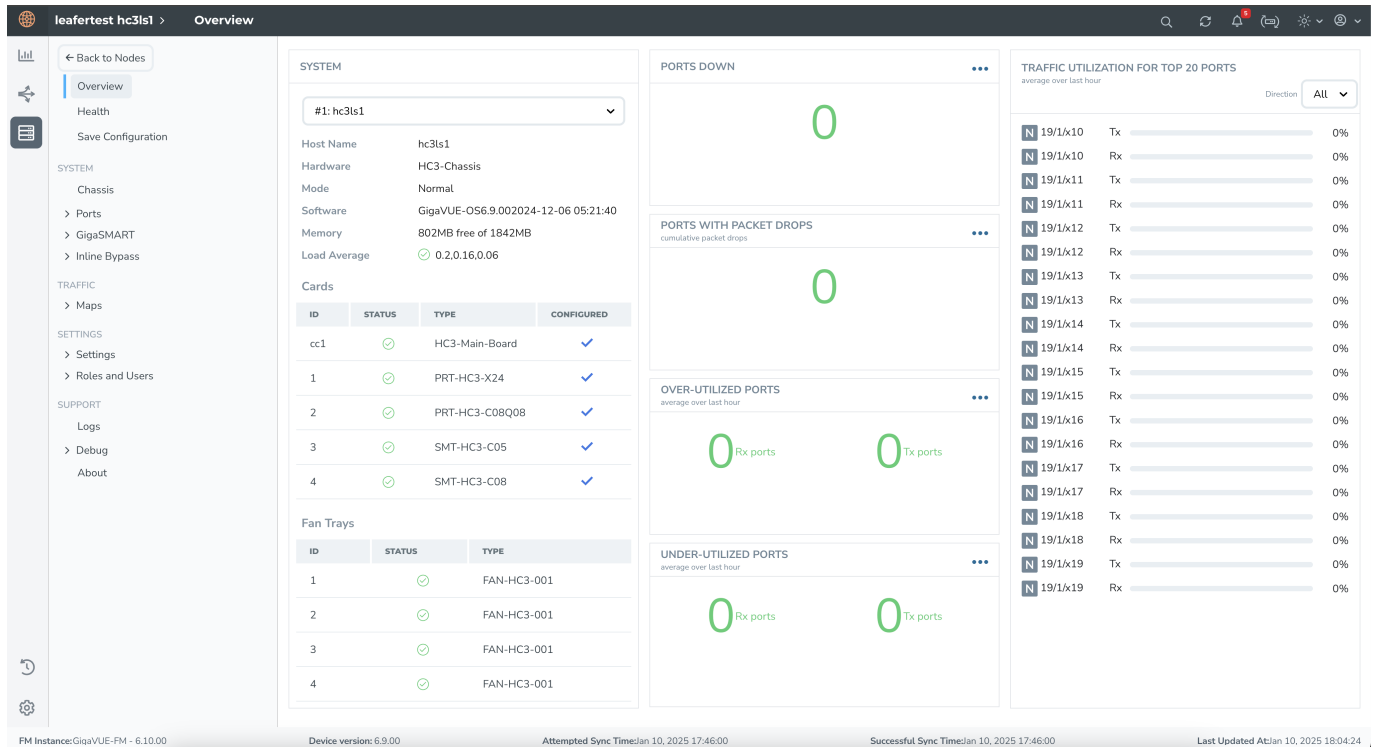 leafertest hc3ls1 > Overview
5
← Back to Nodes
Overview
Health
Save Configuration
SYSTEM
Chassis
> Ports
> GigaSMART
> Inline Bypass
TRAFFIC
> Maps
SETTINGS
> Settings
> Roles and Users
SUPPORT
Logs
> Debug
About
SYSTEM
#1: hc3ls1
Host Name hc3ls1
Hardware HC3-Chassis
Mode Normal
Software GigaVUE-OS6.9.002024-12-06 05:21:40
Memory 802MB free of 1842MB
Load Average 0.2,0.16,0.06
Cards
ID STATUS TYPE CONFIGURED
cc1 HC3-Main-Board
1 PRT-HC3-X24
2 PRT-HC3-C08Q08
3 SMT-HC3-C05
4 SMT-HC3-C08
Fan Trays
ID STATUS TYPE
1 FAN-HC3-001
2 FAN-HC3-001
3 FAN-HC3-001
4 FAN-HC3-001
PORTS DOWN
0
PORTS WITH PACKET DROPS
cumulative packet drops
0
OVER-UTILIZED PORTS
average over last hour
0 Rx ports 0 Tx ports
UNDER-UTILIZED PORTS
average over last hour
0 Rx ports 0 Tx ports
TRAFFIC UTILIZATION FOR TOP 20 PORTS
average over last hour
Direction All
N 19/1/x10 Tx 0%
N 19/1/x10 Rx 0%
N 19/1/x11 Tx 0%
N 19/1/x11 Rx 0%
N 19/1/x12 Tx 0%
N 19/1/x12 Rx 0%
N 19/1/x13 Tx 0%
N 19/1/x13 Rx 0%
N 19/1/x14 Tx 0%
N 19/1/x14 Rx 0%
N 19/1/x15 Tx 0%
N 19/1/x15 Rx 0%
N 19/1/x16 Tx 0%
N 19/1/x16 Rx 0%
N 19/1/x17 Tx 0%
N 19/1/x17 Rx 0%
N 19/1/x18 Tx 0%
N 19/1/x18 Rx 0%
N 19/1/x19 Tx 0%
N 19/1/x19 Rx 0%
FM Instance:GigaVUE-FM - 6.10.00 Device version: 6.9.00 Attempted Sync Time:Jan 10, 2025 17:46:00 Successful Sync Time:Jan 10, 2025 17:46:00 Last Updated At:Jan 10, 2025 18:04:24